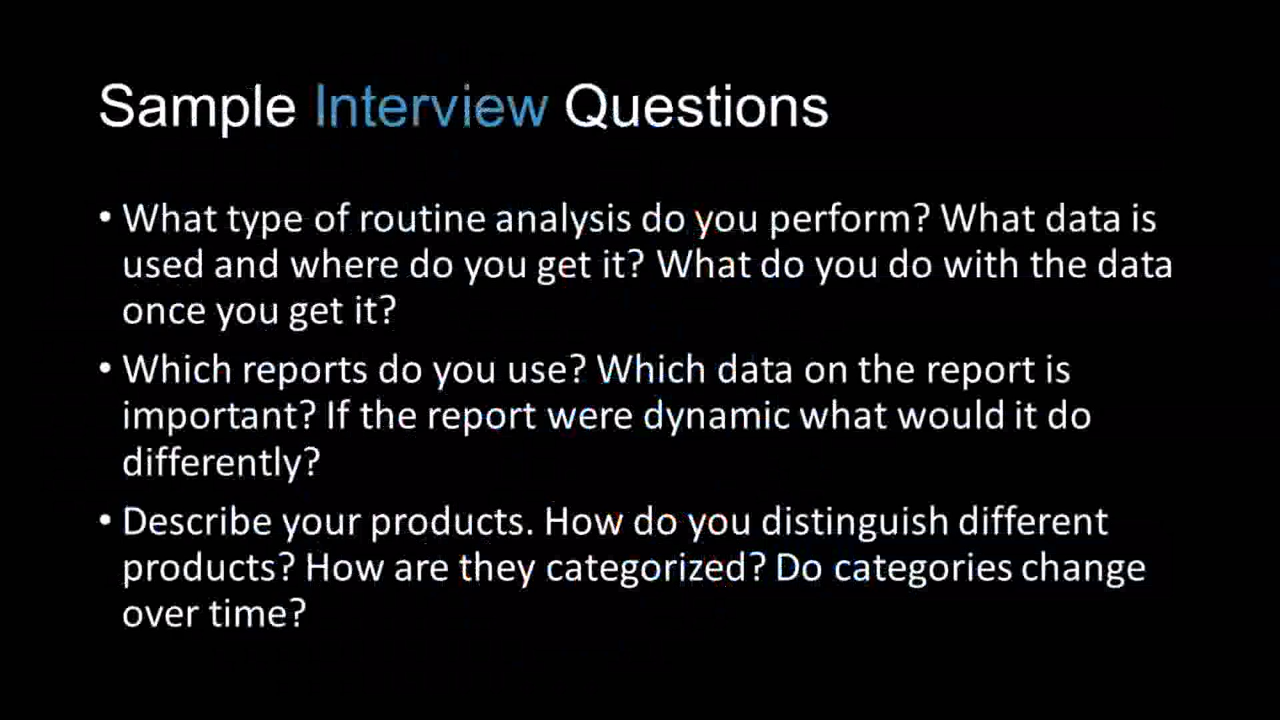 Sample Interview Questions
• What type of routine analysis do you perform? What data is
used and where do you get it? What do you do with the data
once you get it?
• Which reports do you use? Which data on the report is
important? If the report were dynamic what would it do
differently?
• Describe your products. How do you distinguish different
products? How are they categorized? Do categories change
over time?